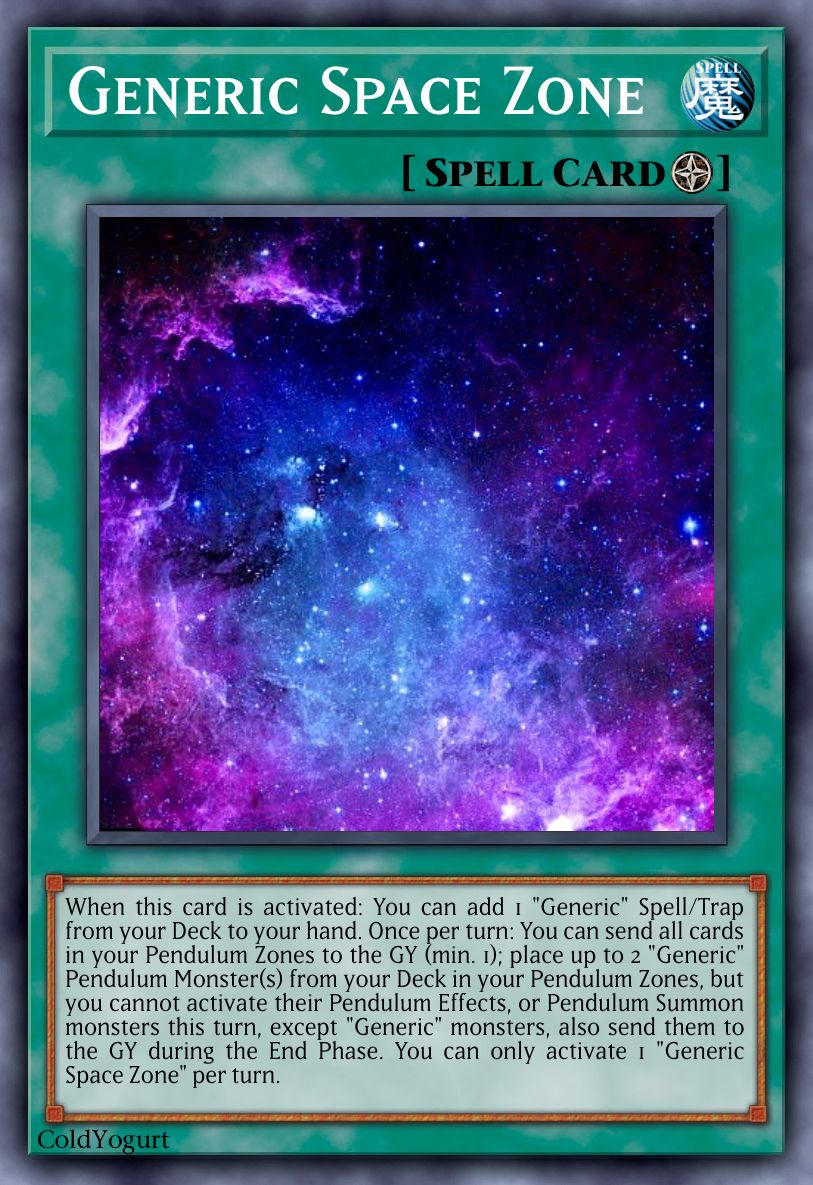 GENERIC SPACE ZONE
SPELL
魔
[ SPELL CARD ]
When this card is activated: You can add 1 "Generic" Spell/Trap
from your Deck to your hand. Once per turn: You can send all cards
in your Pendulum Zones to the GY (min. 1); place up to 2 "Generic"
Pendulum Monster(s) from your Deck in your Pendulum Zones, but
you cannot activate their Pendulum Effects, or Pendulum Summon
monsters this turn, except "Generic" monsters, also send them to
the GY during the End Phase. You can only activate 1 "Generic
Space Zone" per turn.
ColdYogurt